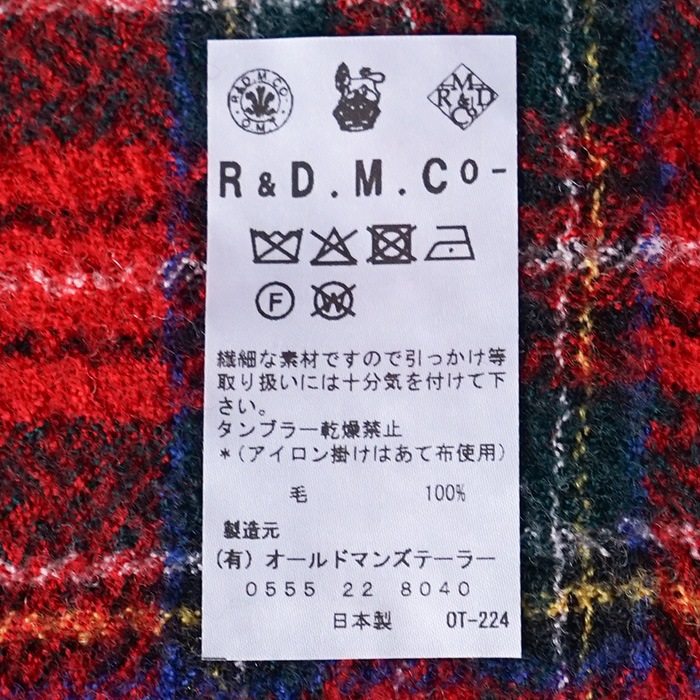 R&D.M.CO:
O.M.T
R M D & Co
R&D.M.Co-
F W
繊細な素材ですので引っかけ等
取り扱いには十分気を付けて下
さい。
タンブラー乾燥禁止
*(アイロン掛けはあて布使用)
毛 100%
製造元
(有) オールドマンズテーラー
0555 22 8040
日本製 OT-224